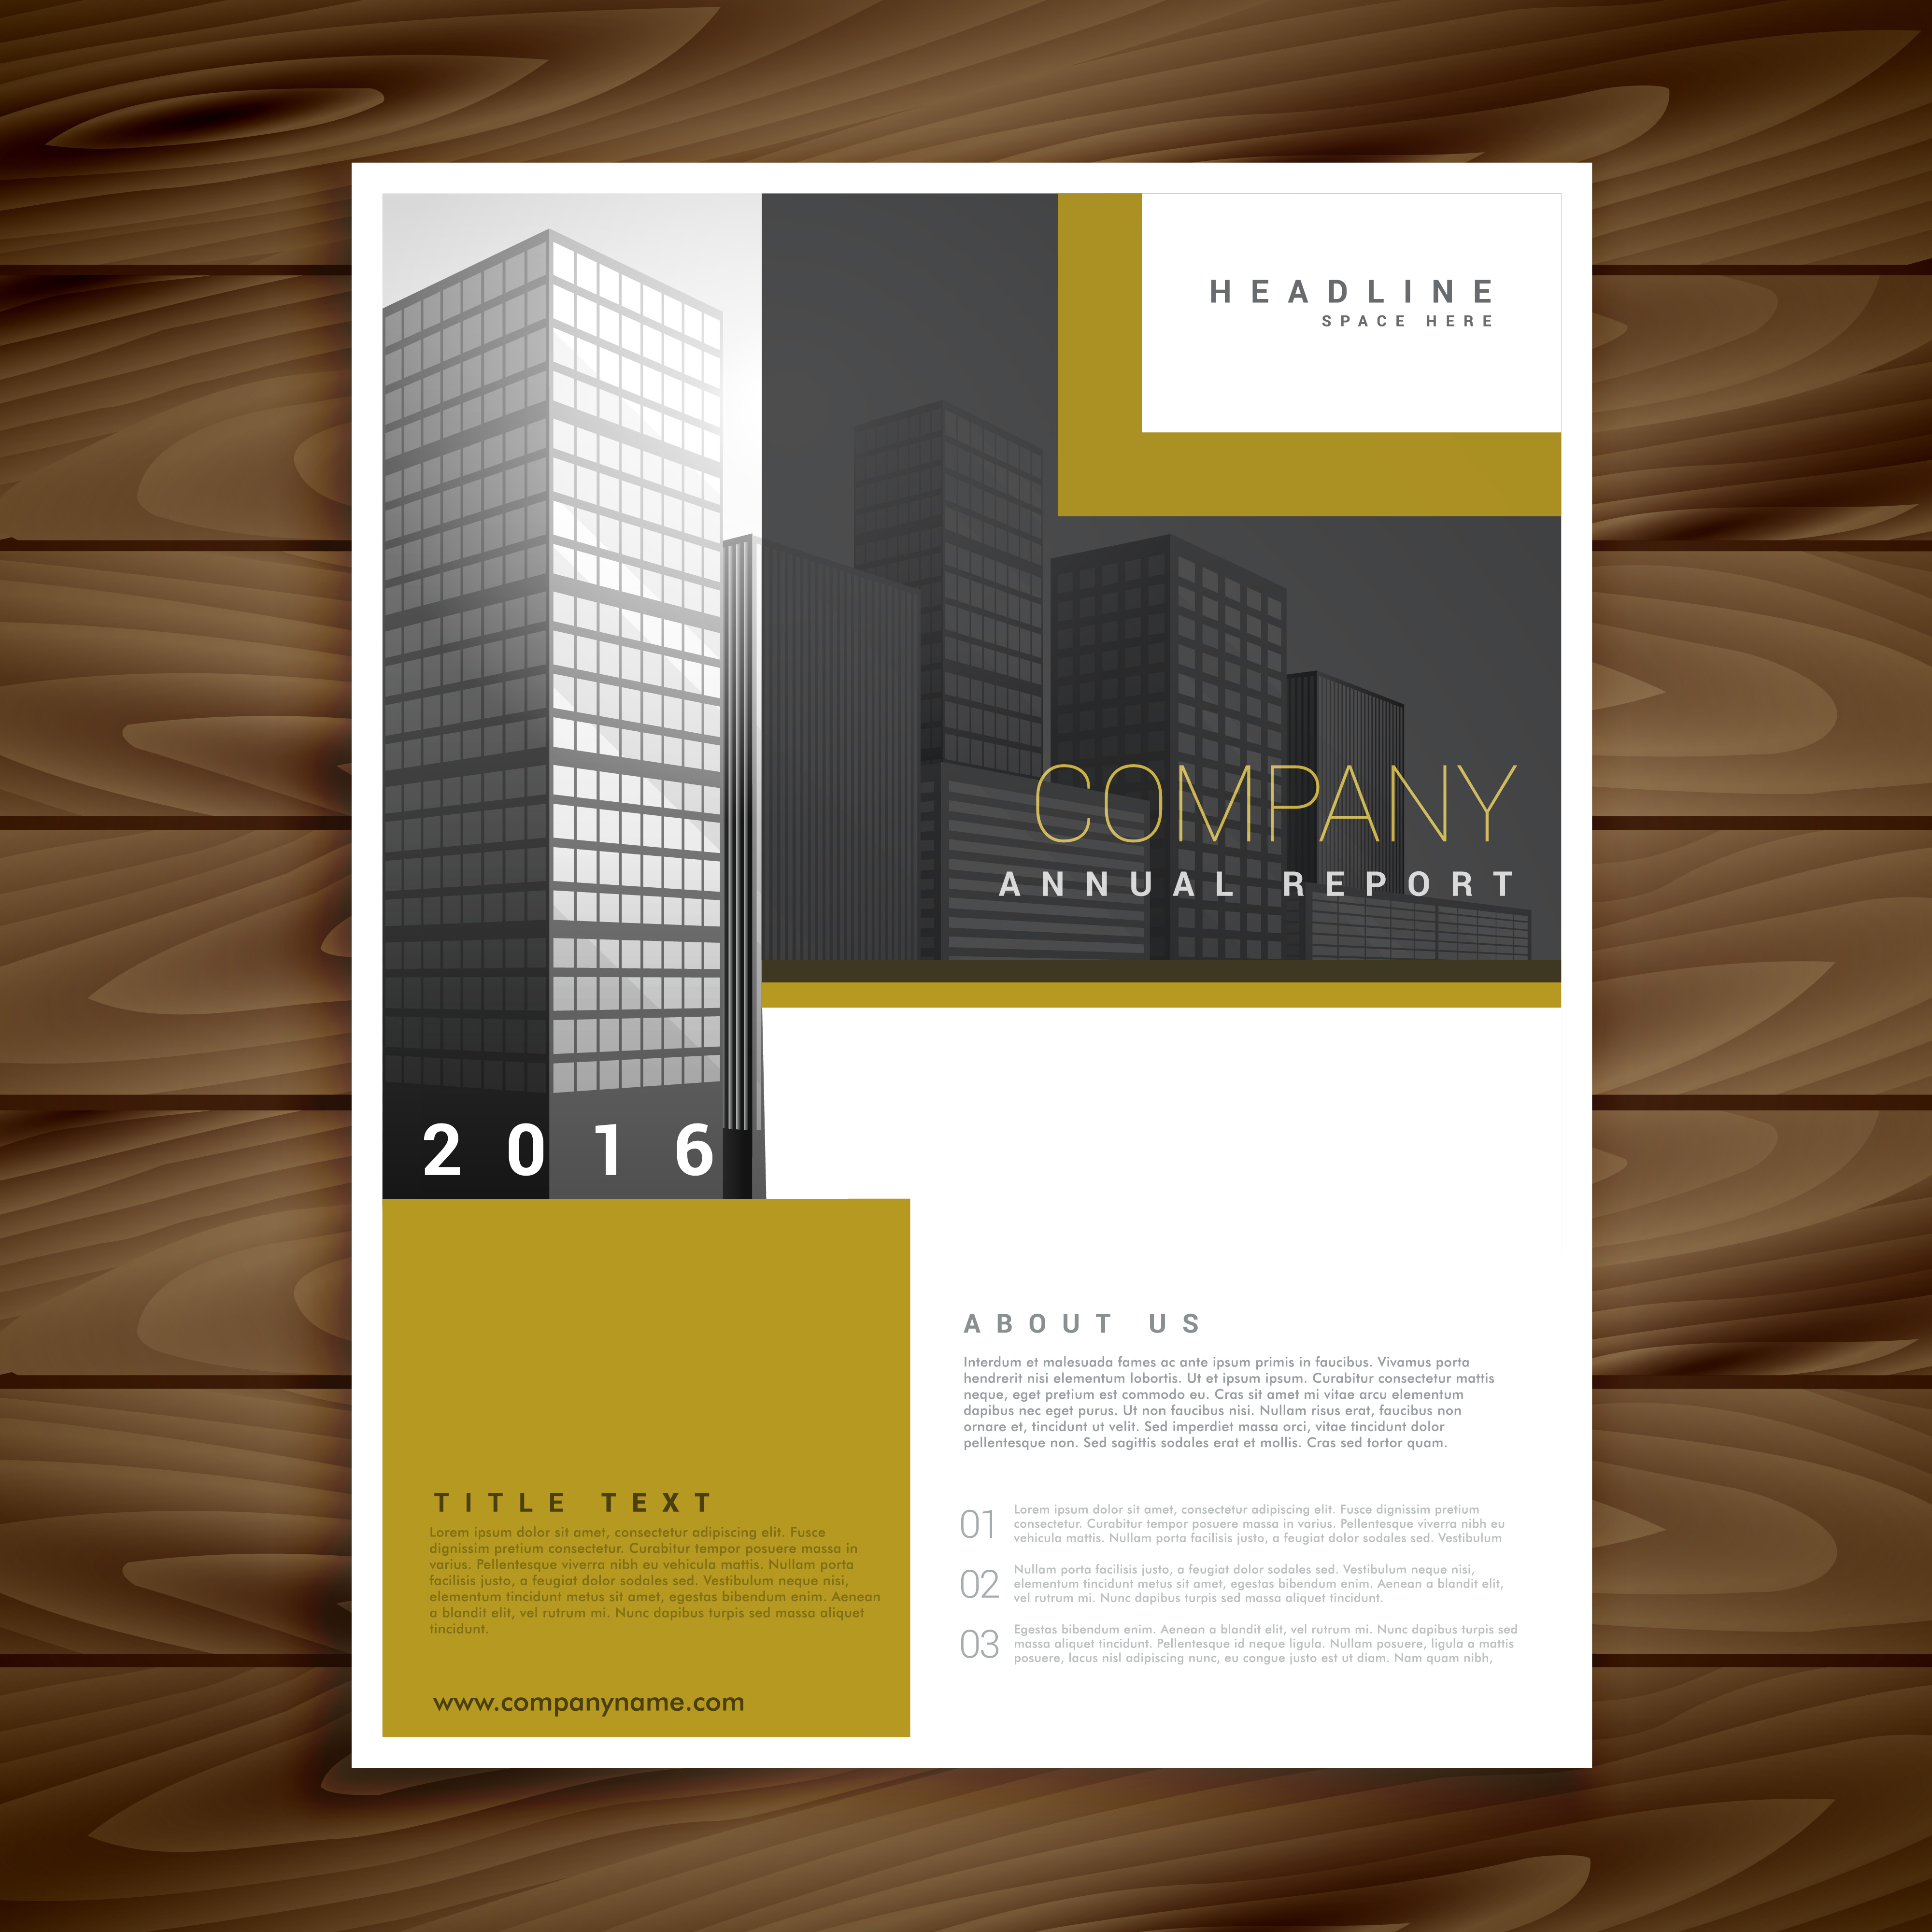 HEADLINE
SPACE HERE
COMPANY
ANNUAL REPORT
2016
ABOUT US
Interdum et malesuada fames ac ante ipsum primis in faucibus. Vivamus porta
hendrerit nisi elementum lobortis. Ut et ipsum ipsum. Curabitur consectetur mattis
neque, eget pretium est commodo eu. Cras sit amet mi vitae arcu elementum
dapibus nec eget purus. Ut non faucibus nisi. Nullam risus erat, faucibus non
ornare et, tincidunt ut velit. Sed imperdiet massa orci, vitae tincidunt dolor
pellentesque non. Sed sagittis sodales erat et mollis. Cras sed tortor quam.
TITLE TEXT
Lorem ipsum dolor sit amet, consectetur adipiscing elit. Fusce
dignissim pretium consectetur. Curabitur tempor posuere massa in
varius. Pellentesque viverra nibh eu vehicula mattis. Nullam porta
facilisis justo, a feugiat dolor sodales sed. Vestibulum neque nisi,
elementum tincidunt metus sit amet, egestas bibendum enim. Aenean
a blandit elit, vel rutrum mi. Nunc dapibus turpis sed massa aliquet
tincidunt.
www.companyname.com
01
Lorem ipsum dolor sit amet, consectetur adipiscing elit. Fusce dignissim pretium
consectetur. Curabitur tempor posuere massa in varius. Pellentesque viverra nibh eu
vehicula mattis. Nullam porta facilisis justo, a feugiat dolor sodales sed. Vestibulum
02
Nullam porta facilisis justo, a feugiat dolor sodales sed. Vestibulum neque nisi,
elementum tincidunt metus sit amet, egestas bibendum enim. Aenean a blandit elit,
vel rutrum mi. Nunc dapibus turpis sed massa aliquet tincidunt.
03
Egestas bibendum enim. Aenean a blandit elit, vel rutrum mi. Nunc dapibus turpis sed
massa aliquet tincidunt. Pellentesque id neque ligula. Nullam posuere, ligula a mattis
posuere, lacus nisl adipiscing nunc, eu congue justo est ut diam. Nam quam nibh,